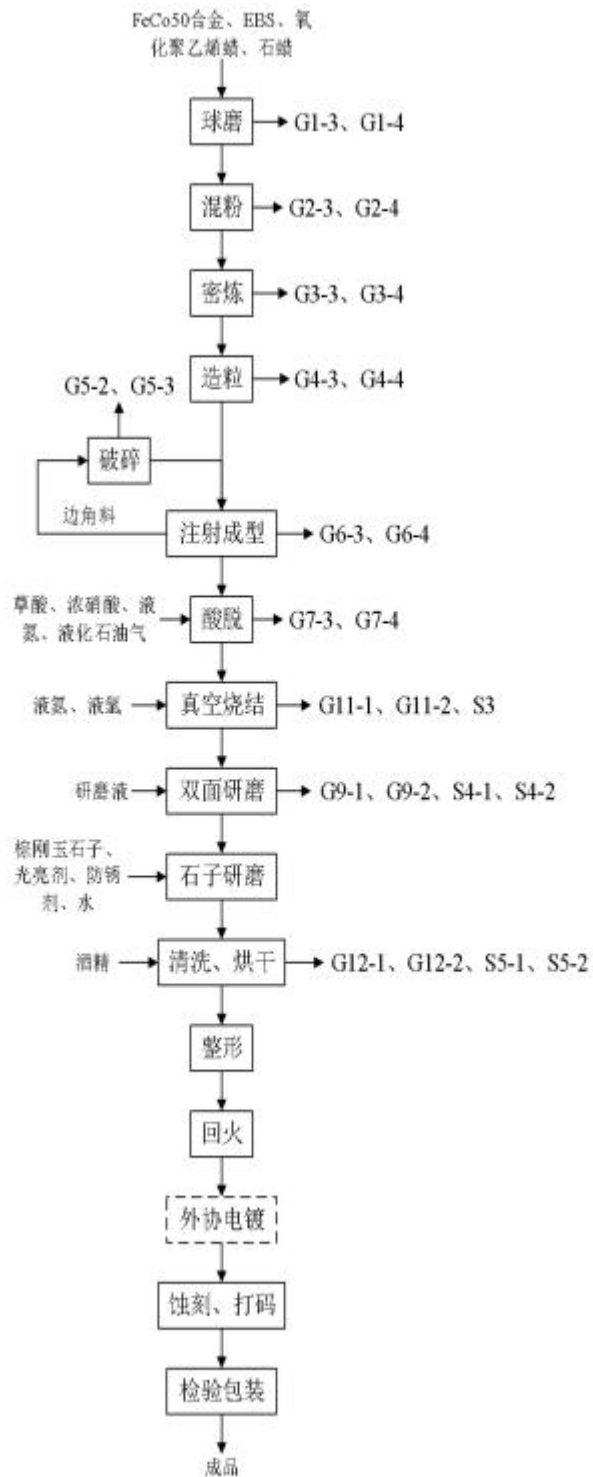 FeCo50合金、EBS、氧
化聚乙烯蜡、石蜡
球磨
G1-3、G1-4
混粉
G2-3、G2-4
密炼
G3-3、G3-4
造粒
G4-3、G4-4
G5-2、G5-3
破碎
边角料
注射成型
G6-3、G6-4
草酸、浓硝酸、液
氮、液化石油气
酸脱
G7-3、G7-4
液氮、液氩
真空烧结
G11-1、G11-2、S3
研磨液
双面研磨
G9-1、G9-2、S4-1、S4-2
棕刚玉石子、
光亮剂、防锈
剂、水
石子研磨
酒精
清洗、烘干
G12-1、G12-2、S5-1、S5-2
整形
回火
外协电镀
蚀刻、打码
检验包装
成品